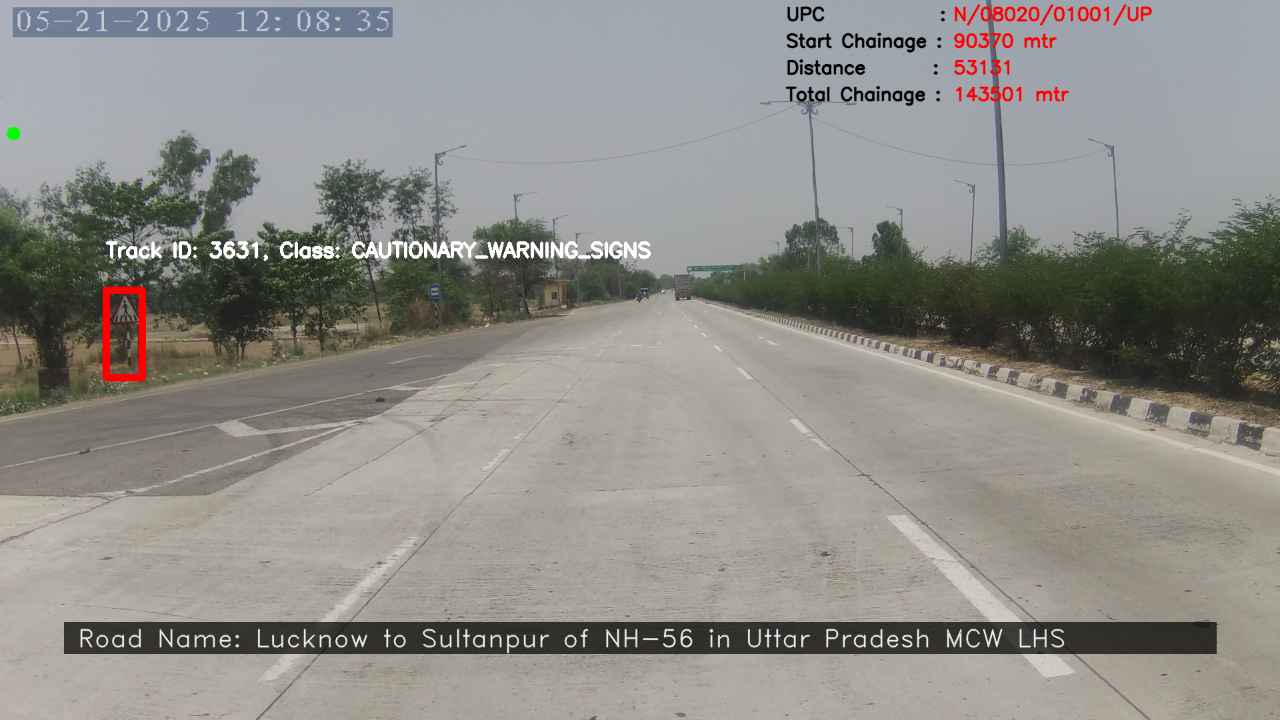 05-21-2025 12:08:35
UPC : N/08020/01001/UP
Start Chainage : 90370 mtr
Distance : 53131
Total Chainage : 143501 mtr
Track ID: 3631, Class: CAUTIONARY_WARNING_SIGNS
Road Name: Lucknow to Sultanpur of NH-56 in Uttar Pradesh MCW LHS